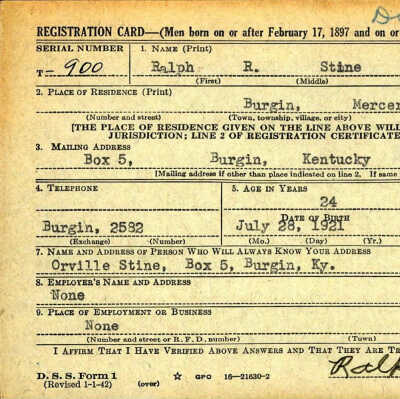 REGISTRATION CARD—(Men born on or after February 17, 1897 and on or
SERIAL NUMBER 1. NAME (Print)
T- 900 Ralph R. Stine
(First) (Middle)
2. PLACE OF RESIDENCE (Print)
Burgin, Mercer
(Number and street) (Town, township, village, or city)
[THE PLACE OF RESIDENCE GIVEN ON THE LINE ABOVE WILL
JURISDICTION; LINE 2 OF REGISTRATION CERTIFICATE
3. MAILING ADDRESS
Box 5, Burgin, Kentucky
[Mailing address if other than place indicated on line 2. If same
4. TELEPHONE 5. AGE IN YEARS
24
DATE OF BIRTH
Burgin, 2582 July 28, 1921
(Exchange) (Number) (Mo.) (Day) (Yr.)
7. NAME AND ADDRESS OF PERSON WHO WILL ALWAYS KNOW YOUR ADDRESS
Orville Stine, Box 5, Burgin, Ky.
8. EMPLOYER'S NAME AND ADDRESS
None
9. PLACE OF EMPLOYMENT OR BUSINESS
None
(Number and street or R. F. D. number) (Town)
I AFFIRM THAT I HAVE VERIFIED ABOVE ANSWERS AND THAT THEY ARE
D. S. S. Form 1
(Revised 1-1-42) (over) ☆ GPO 16—21630-2